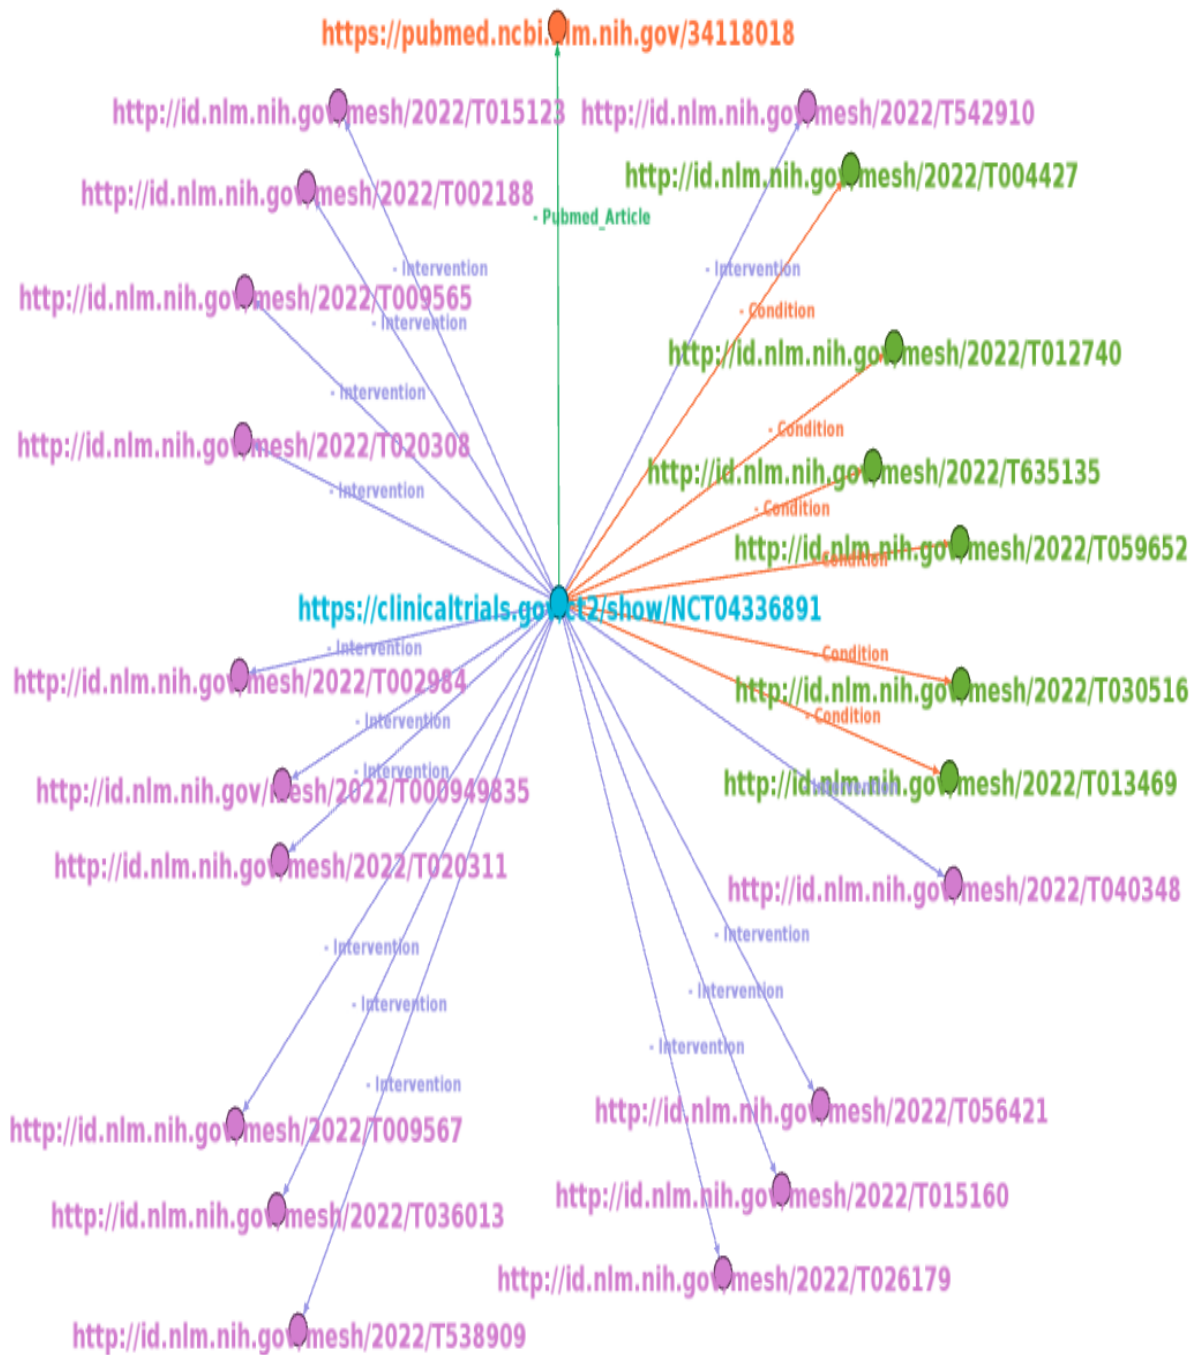 https://pubmed.ncbi.nlm.nih.gov/34118018
http://id.nlm.nih.gov/mesh/2022/T015123
http://id.nlm.nih.gov/mesh/2022/T542910
http://id.nlm.nih.gov/mesh/2022/T004427
http://id.nlm.nih.gov/mesh/2022/T002188
- Pubmed_Article
- Intervention
- Intervention
http://id.nlm.nih.gov/mesh/2022/T009565
- Condition
- Intervention
http://id.nlm.nih.gov/mesh/2022/T012740
- Intervention
- Condition
http://id.nlm.nih.gov/mesh/2022/T020308
http://id.nlm.nih.gov/mesh/2022/T635135
- Intervention
- Condition
http://id.nlm.nih.gov/mesh/2022/T059652
- Condition
https://clinicaltrials.gov/ct2/show/NCT04336891
- Intervention
- Condition
http://id.nlm.nih.gov/mesh/2022/T002984
http://id.nlm.nih.gov/mesh/2022/T030516
- Condition
- Intervention
- Intervention
http://id.nlm.nih.gov/mesh/2022/T013469
- Intervention
http://id.nlm.nih.gov/mesh/2022/T000949835
http://id.nlm.nih.gov/mesh/2022/T020311
http://id.nlm.nih.gov/mesh/2022/T040348
- Intervention
- Intervention
- Intervention
- Intervention
- Intervention
- Intervention
http://id.nlm.nih.gov/mesh/2022/T056421
http://id.nlm.nih.gov/mesh/2022/T009567
http://id.nlm.nih.gov/mesh/2022/T015160
http://id.nlm.nih.gov/mesh/2022/T036013
http://id.nlm.nih.gov/mesh/2022/T026179
http://id.nlm.nih.gov/mesh/2022/T538909